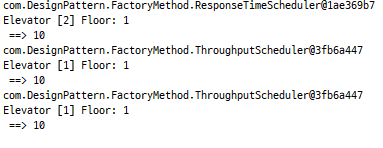 com.DesignPattern.FactoryMethod.ResponseTimeScheduler@1ae369b7
Elevator [2] Floor: 1
==> 10
com.DesignPattern.FactoryMethod.ThroughputScheduler@3fb6a447
Elevator [1] Floor: 1
==> 10
com.DesignPattern.FactoryMethod.ThroughputScheduler@3fb6a447
Elevator [1] Floor: 1
==> 10